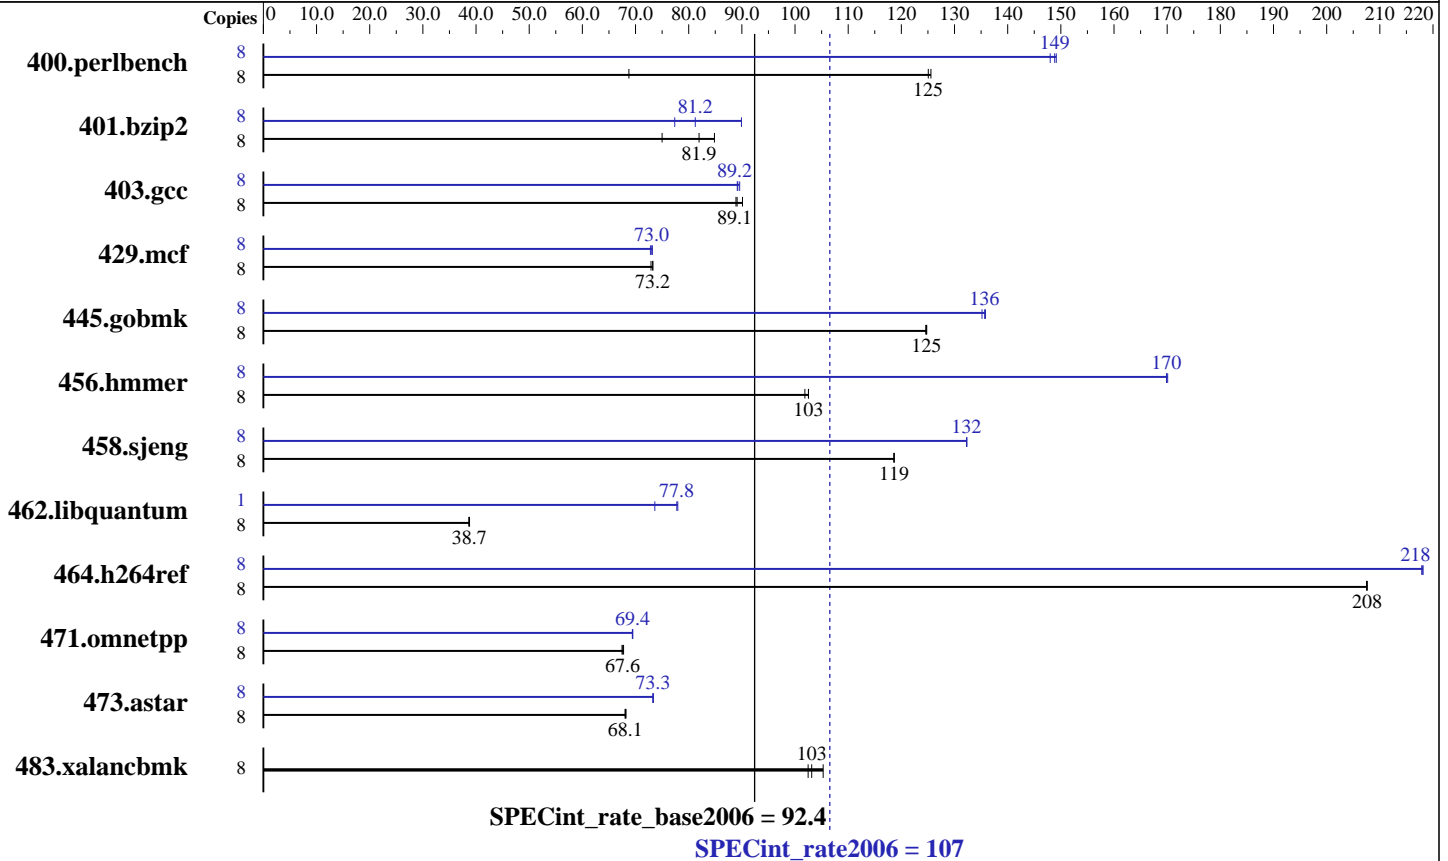 Copies 0 10.0 20.0 30.0 40.0 50.0 60.0 70.0 80.0 90.0 100 110 120 130 140 150 160 170 180 190 200 210 220
400.perlbench 8 149
8 125
401.bzip2 8 81.2
8 81.9
403.gcc 8 89.2
8 89.1
429.mcf 8 73.0
8 73.2
445.gobmk 8 136
8 125
456.hmmer 8 170
8 103
458.sjeng 8 132
8 119
462.libquantum 1 77.8
8 38.7
464.h264ref 8 218
8 208
471.omnetpp 8 69.4
8 67.6
473.astar 8 73.3
8 68.1
483.xalancbmk 8 103
SPECint_rate_base2006 = 92.4
SPECint_rate2006 = 107